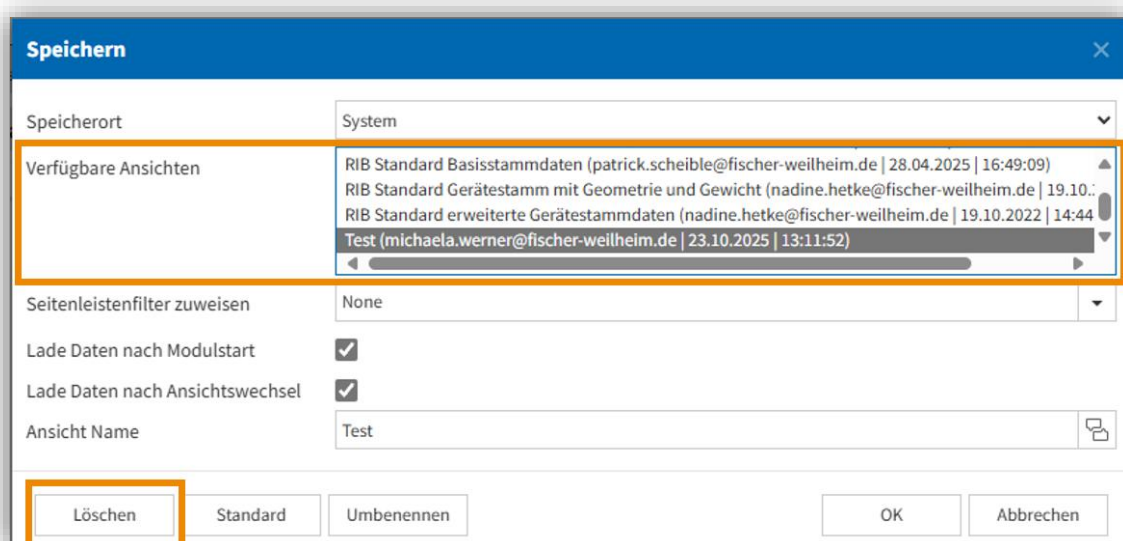 Speichern
Speicherort
System
Verfügbare Ansichten
RIB Standard Basisstammdaten (patrick.scheible@fischer-weilheim.de | 28.04.2025 | 16:49:09)
RIB Standard Gerätestamm mit Geometrie und Gewicht (nadine.hetke@fischer-weilheim.de | 19.10.
RIB Standard erweiterte Gerätestammdaten (nadine.hetke@fischer-weilheim.de | 19.10.2022 | 14:44
Test (michaela.werner@fischer-weilheim.de | 23.10.2025 | 13:11:52)
Seitenleistenfilter zuweisen
None
Lade Daten nach Modulstart
Lade Daten nach Ansichtswechsel
Ansicht Name
Test
Löschen
Standard
Umbenennen
OK
Abbrechen